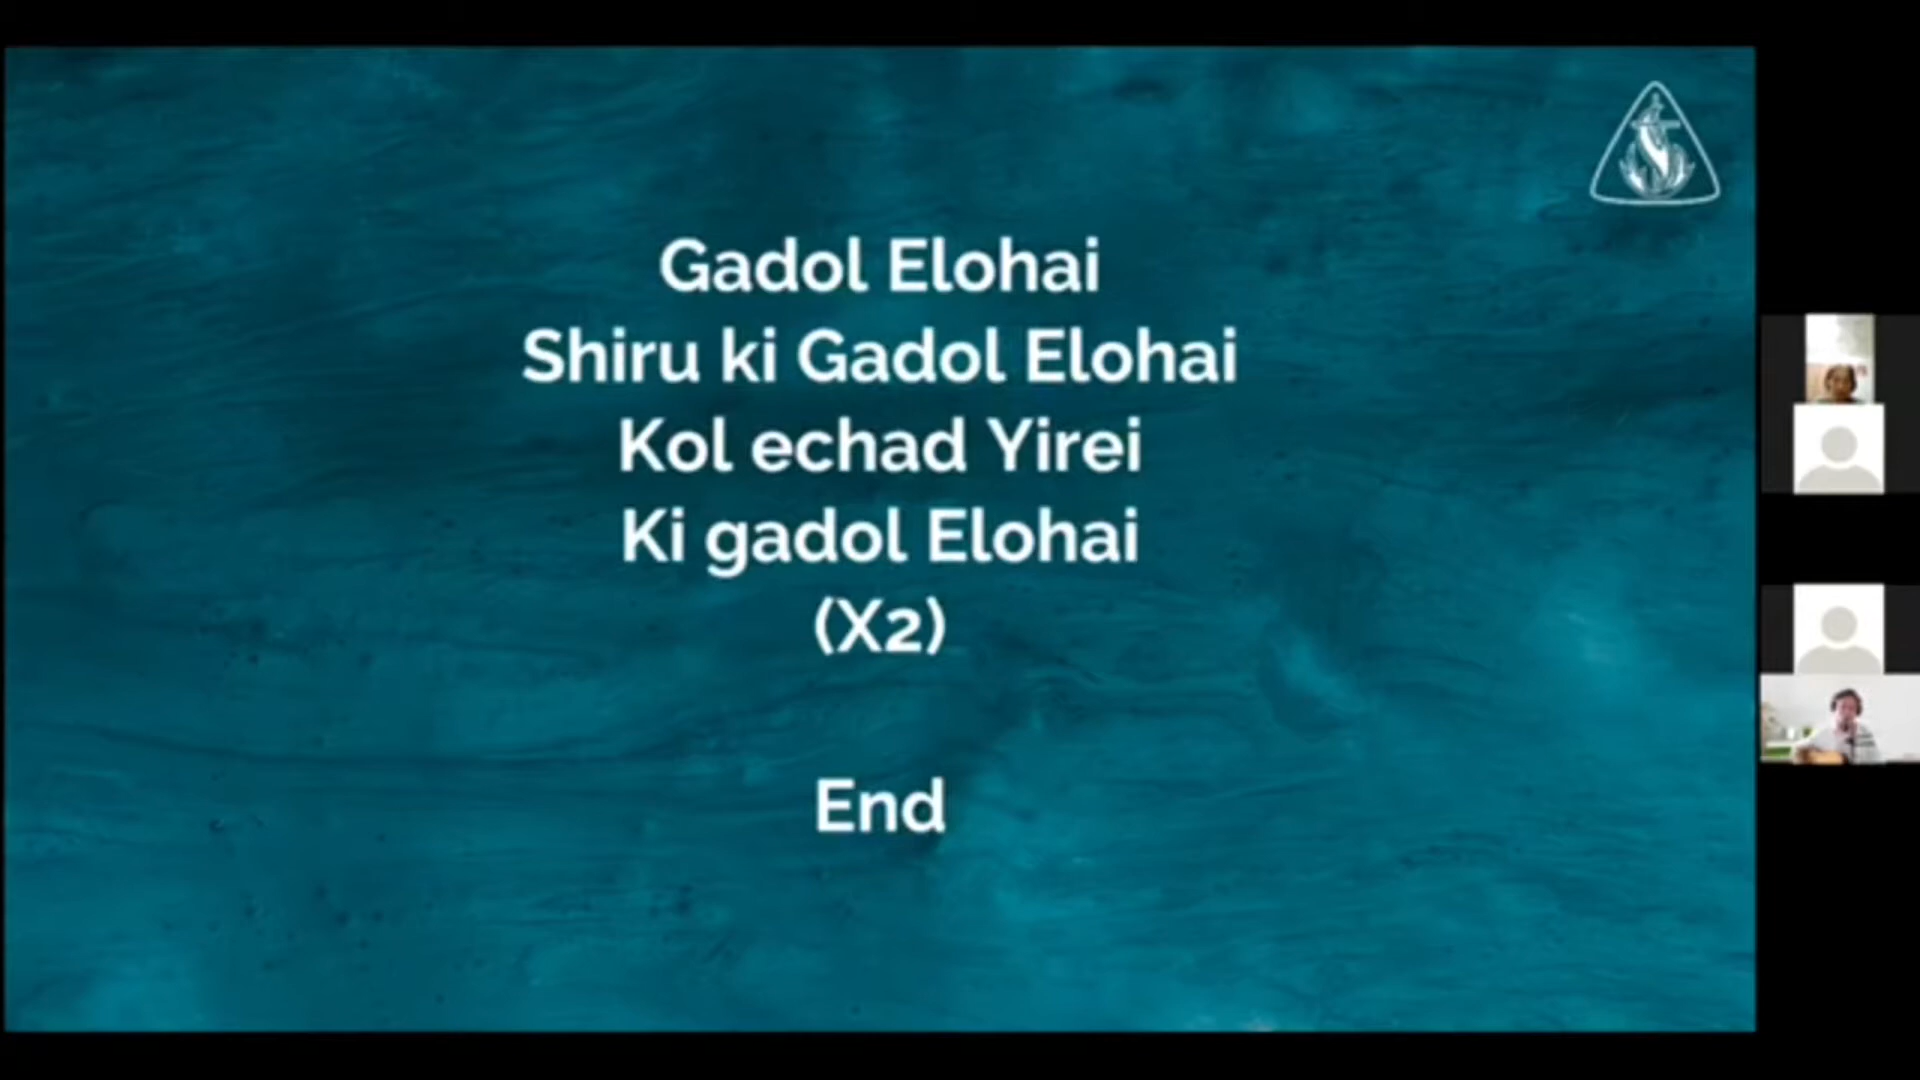 Gadol Elohai
Shiru ki Gadol Elohai
Kol echad Yirei
Ki gadol Elohai
(X2)
End